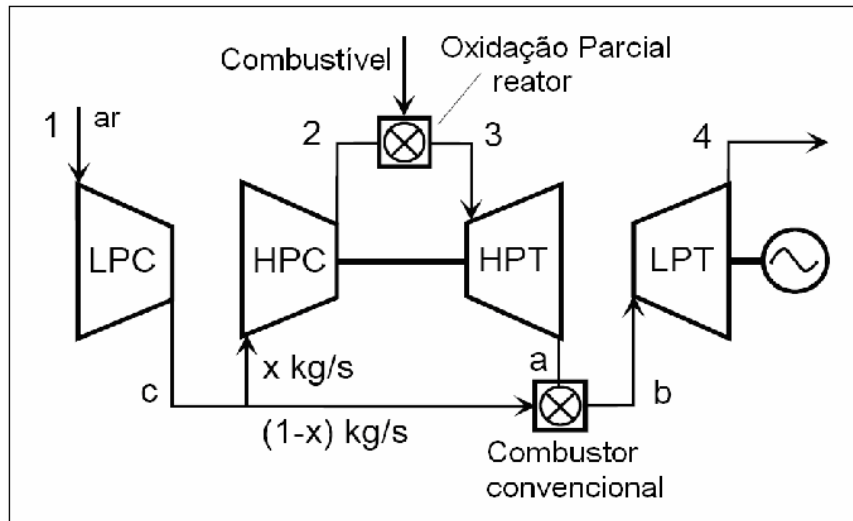 Combustível
Oxidação Parcial
reator
1
ar
2
3
4
LPC
HPC
HPT
LPT
x kg/s
a
c
b
(1-x) kg/s
Combustor
convencional